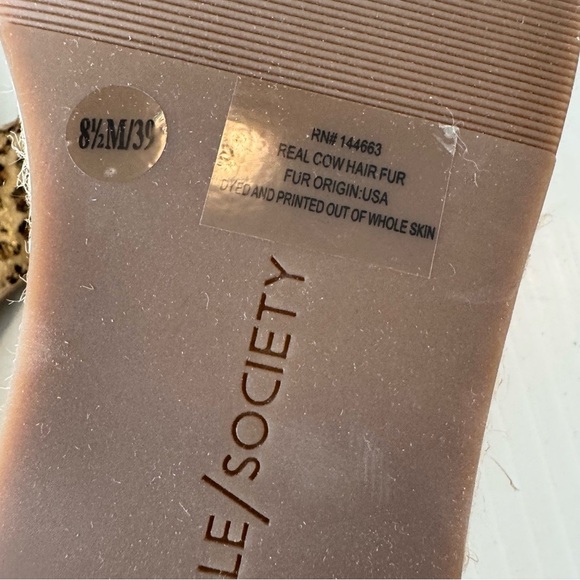 8½M/39
RN# 144663
REAL COW HAIR FUR
FUR ORIGIN:USA
DYED AND PRINTED OUT OF WHOLE SKIN
LE/SOCIETY